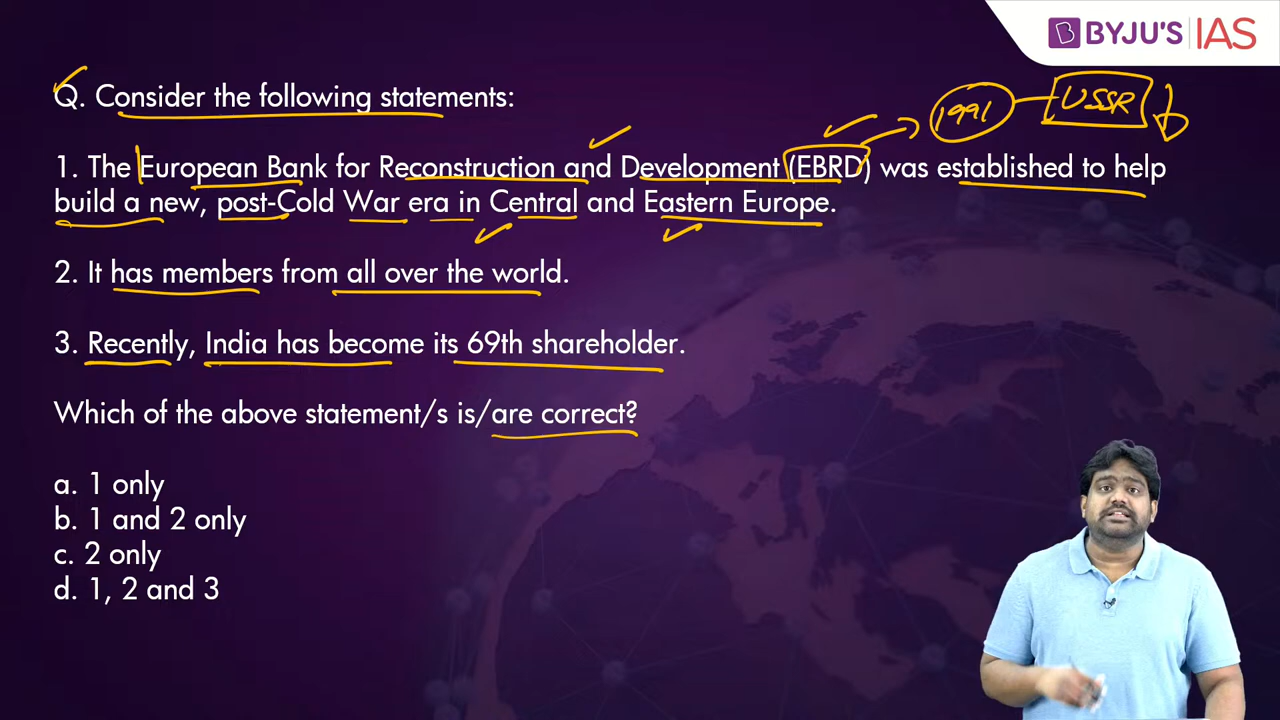 BYJU'S IAS
Q. Consider the following statements:
1991 USSR
1. The European Bank for Reconstruction and Development (EBRD) was established to help
build a new, post-Cold War era in Central and Eastern Europe.
2. It has members from all over the world.
3. Recently, India has become its 69th shareholder.
Which of the above statement/s is/are correct?
a. 1 only
b. 1 and 2 only
c. 2 only
d. 1, 2 and 3